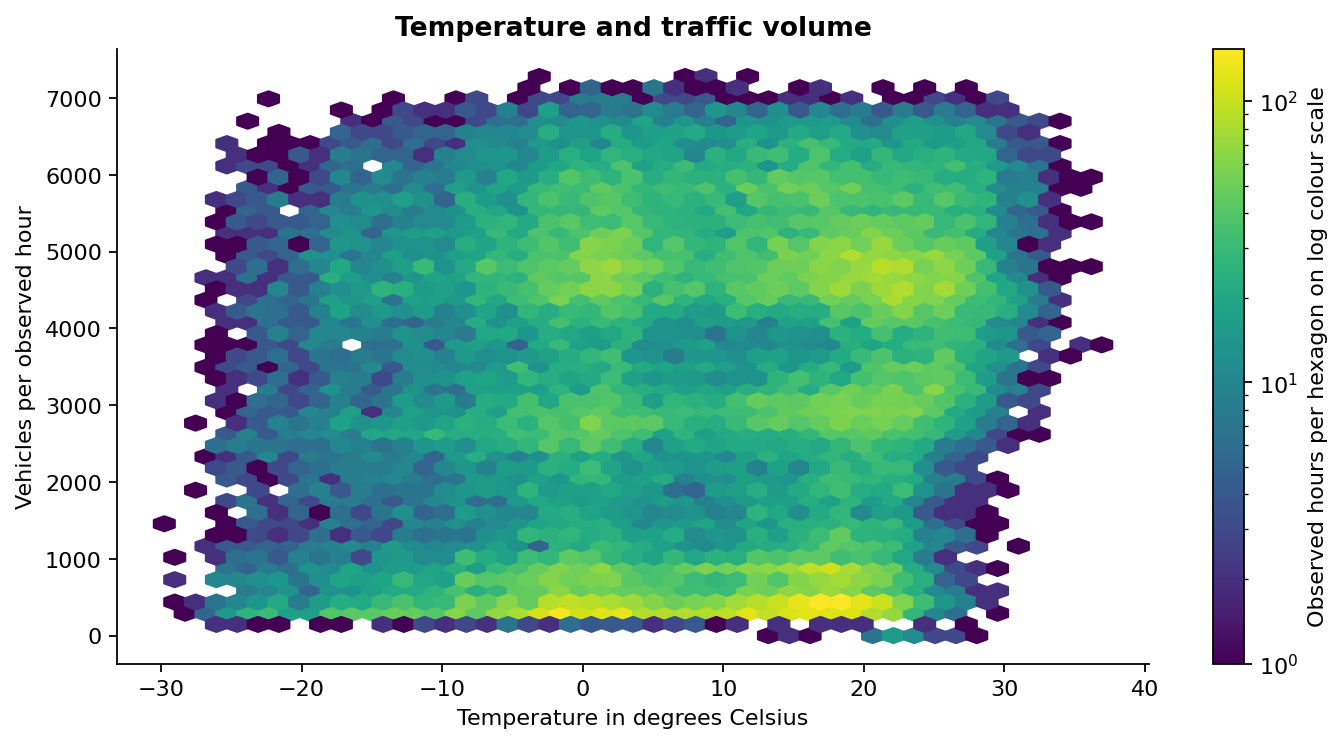 Temperature and traffic volume
Vehicles per observed hour
7000
6000
5000
4000
3000
2000
1000
0
−30 −20 −10 0 10 20 30 40
Temperature in degrees Celsius
10²
10¹
10⁰
Observed hours per hexagon on log colour scale